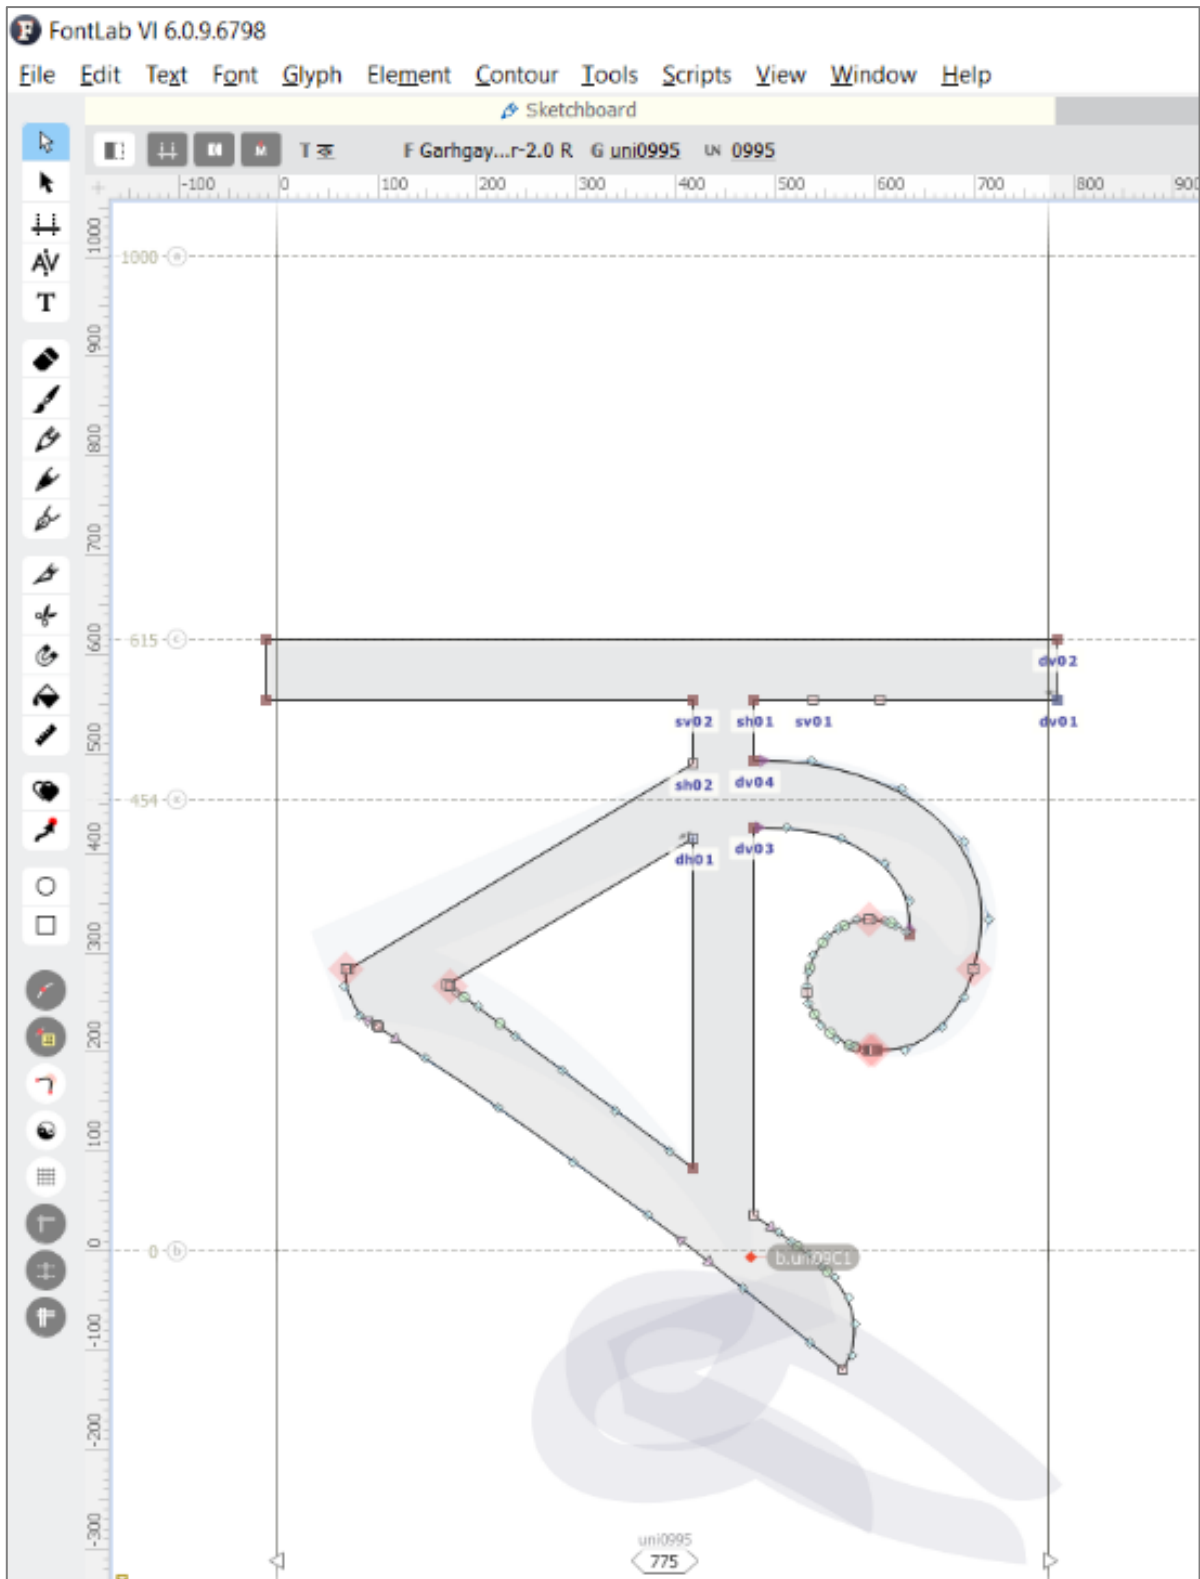 FontLab VI 6.0.9.6798
File Edit Text Font Glyph Element Contour Tools Scripts View Window Help
Sketchboard
F Garhgay...r-2.0 R G uni0995 UN 0995
-100 0 100 200 300 400 500 600 700 800 900
1000
1000 a
900
800
700
600
615 c
dv02
500
sv02 sh01 sv01 dv01
sh02 dv04
454 x
400
dh01 dv03
300
200
100
0
0 b
b.uni09C1
-100
-200
-300
uni0995
775